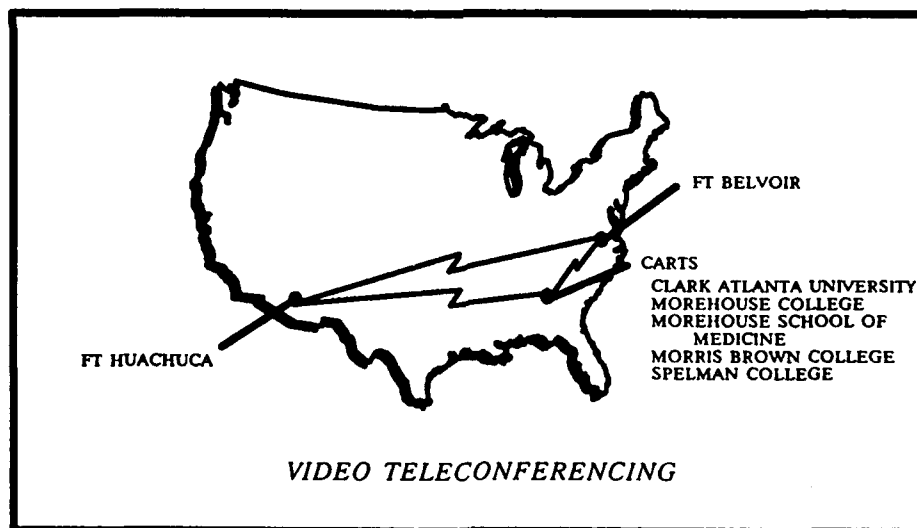 FT BELVOIR
CARTS
CLARK ATLANTA UNIVERSITY
MOREHOUSE COLLEGE
MOREHOUSE SCHOOL OF
MEDICINE
MORRIS BROWN COLLEGE
SPELMAN COLLEGE
FT HUACHUCA
VIDEO TELECONFERENCING